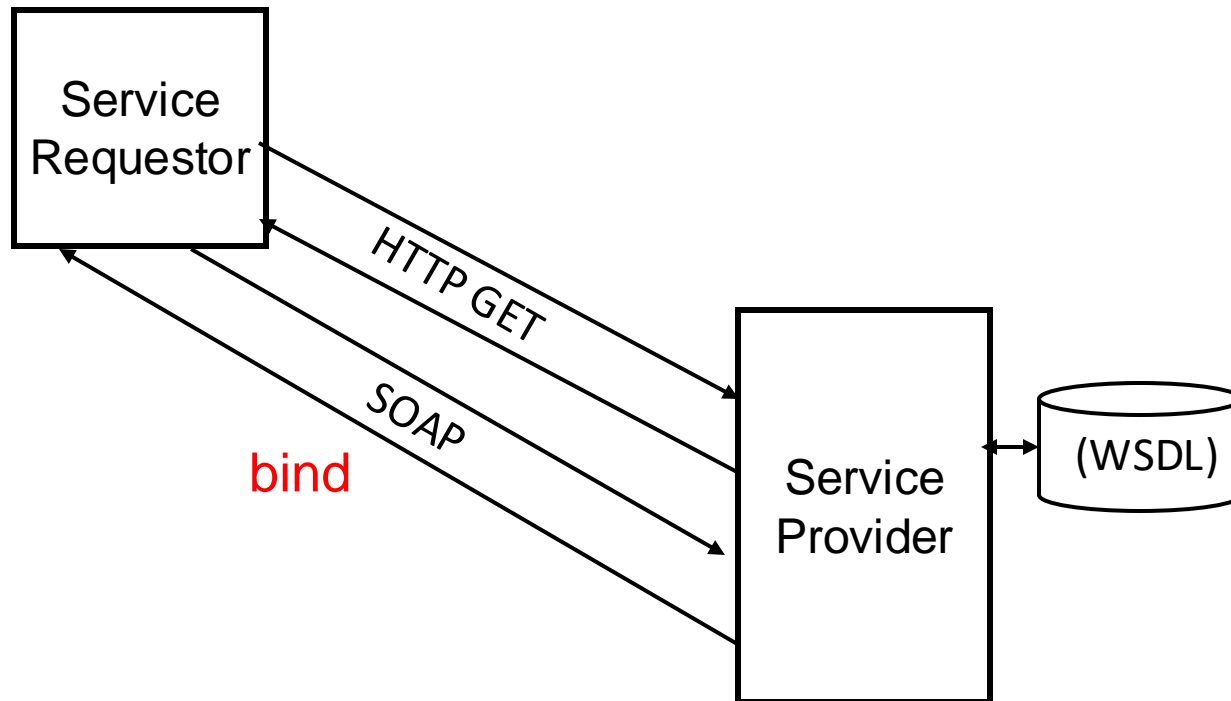 Service
Requestor
HTTP GET
SOAP
bind
Service
Provider
(WSDL)